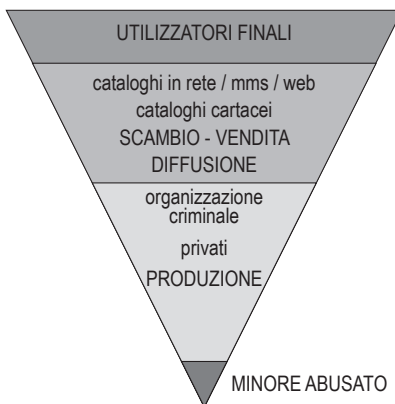 UTILIZZATORI FINALI
cataloghi in rete / mms / web
cataloghi cartacei
SCAMBIO - VENDITA
DIFFUSIONE
organizzazione
criminale
privati
PRODUZIONE
MINORE ABUSATO